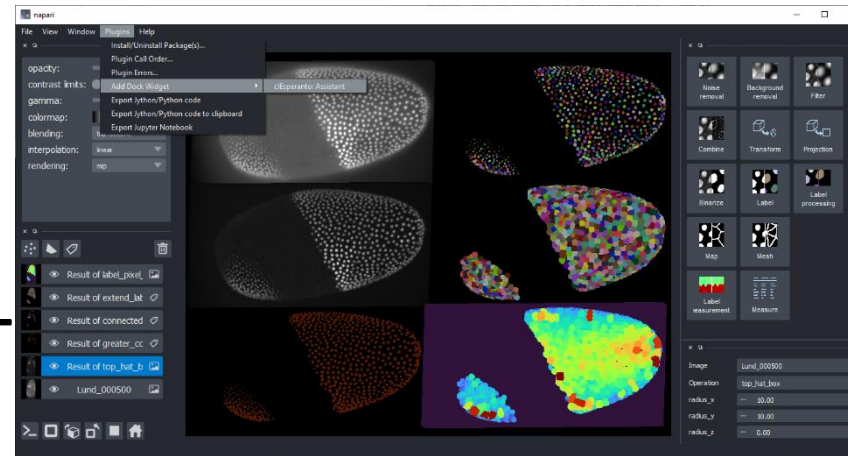 napari
File View Window Plugins Help
Install/Uninstall Package(s)...
Plugin Call Order...
Plugin Errors...
Add Dock Widget
clEsperanto: Assistant
Export Jython/Python code
Export Jython/Python code to clipboard
Export Jupyter Notebook
opacity:
contrast limits:
gamma:
colormap:
blending:
interpolation: linear
rendering: mip
Result of label_pixel_
Result of extend_lab
Result of connected
Result of greater_cc
Result of top_hat_b
Lund_000500
Noise removal
Background removal
Filter
Combine
Transform
Projection
Binarize
Label
Label processing
Map
Mesh
Label measurement
Measure
Image Lund_000500
Operation top_hat_box
radius_x 10.00
radius_y 10.00
radius_z 0.00